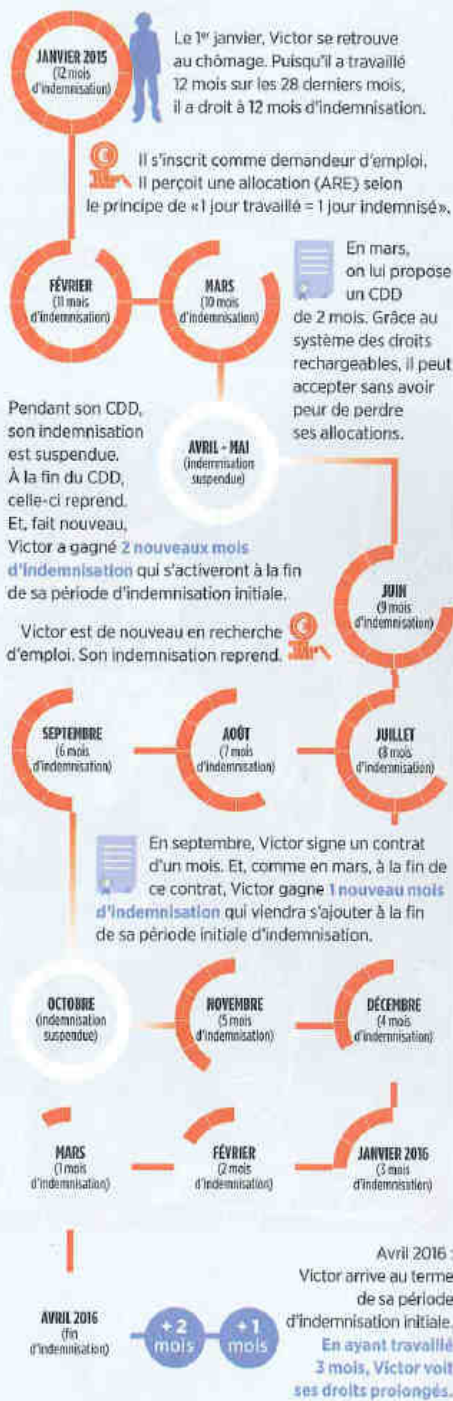 JANVIER 2015
(12 mois
d'indemnisation)
Le 1er janvier, Victor se retrouve
au chômage. Puisqu'il a travaillé
12 mois sur les 28 derniers mois,
il a droit à 12 mois d'indemnisation.
Il s'inscrit comme demandeur d'emploi.
Il perçoit une allocation (ARE) selon
le principe de «1 jour travaillé = 1 jour indemnisé».
FÉVRIER
(11 mois
d'indemnisation)
MARS
(10 mois
d'indemnisation)
En mars,
on lui propose
un CDD
de 2 mois. Grâce au
système des droits
rechargeables, il peut
accepter sans avoir
peur de perdre
ses allocations.
Pendant son CDD,
son indemnisation
est suspendue.
À la fin du CDD,
celle-ci reprend.
Et, fait nouveau,
Victor a gagné 2 nouveaux mois
d'indemnisation qui s'activeront à la fin
de sa période d'indemnisation initiale.
AVRIL - MAI
(indemnisation
suspendue)
JUIN
(9 mois
d'indemnisation)
Victor est de nouveau en recherche
d'emploi. Son indemnisation reprend.
SEPTEMBRE
(6 mois
d'indemnisation)
AOÛT
(7 mois
d'indemnisation)
JUILLET
(8 mois
d'indemnisation)
En septembre, Victor signe un contrat
d'un mois. Et, comme en mars, à la fin de
ce contrat, Victor gagne 1 nouveau mois
d'indemnisation qui viendra s'ajouter à la fin
de sa période initiale d'indemnisation.
OCTOBRE
(indemnisation
suspendue)
NOVEMBRE
(5 mois
d'indemnisation)
DÉCEMBRE
(4 mois
d'indemnisation)
MARS
(1 mois
d'indemnisation)
FÉVRIER
(2 mois
d'indemnisation)
JANVIER 2016
(3 mois
d'indemnisation)
AVRIL 2016
(fin
d'indemnisation)
+ 2
mois
+ 1
mois
Avril 2016 :
Victor arrive au terme
de sa période
d'indemnisation initiale.
En ayant travaillé
3 mois, Victor voit
ses droits prolongés.